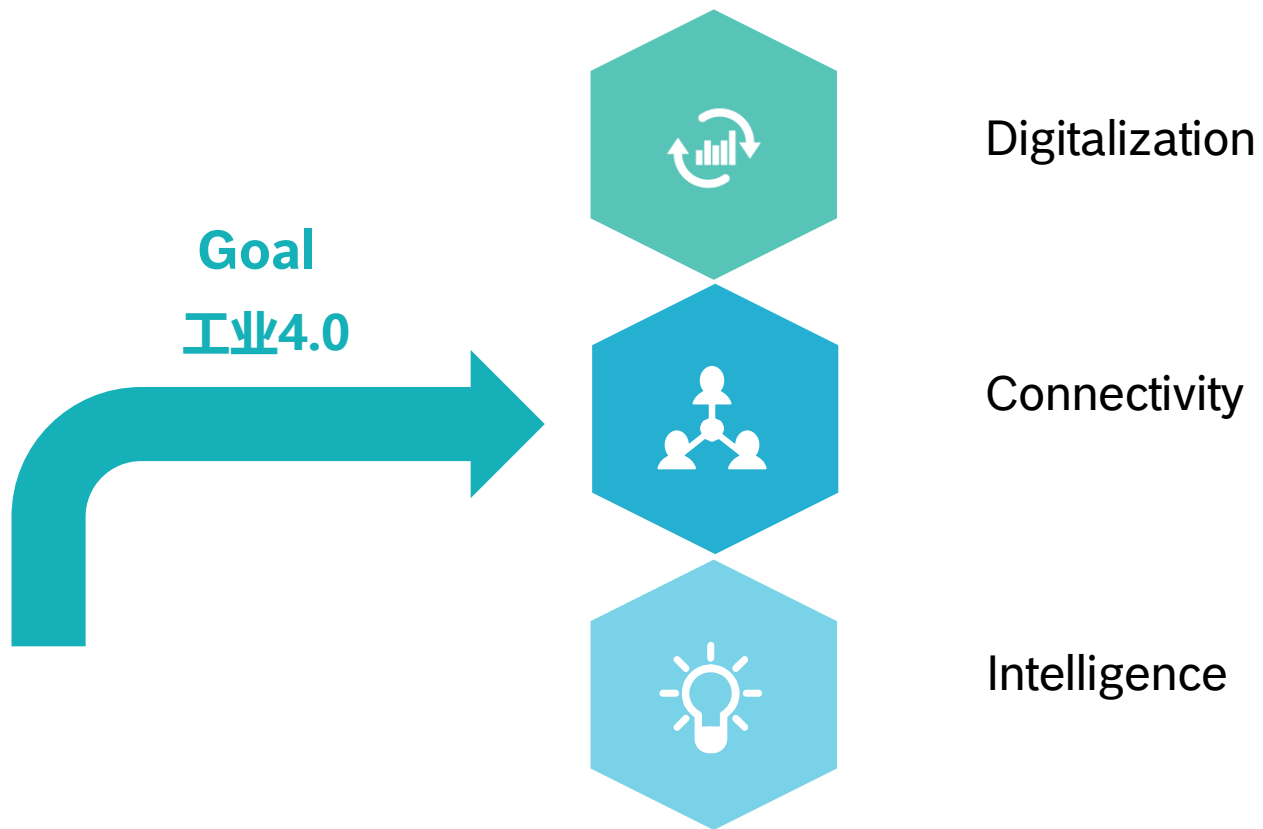 Goal
工业4.0
Digitalization
Connectivity
Intelligence